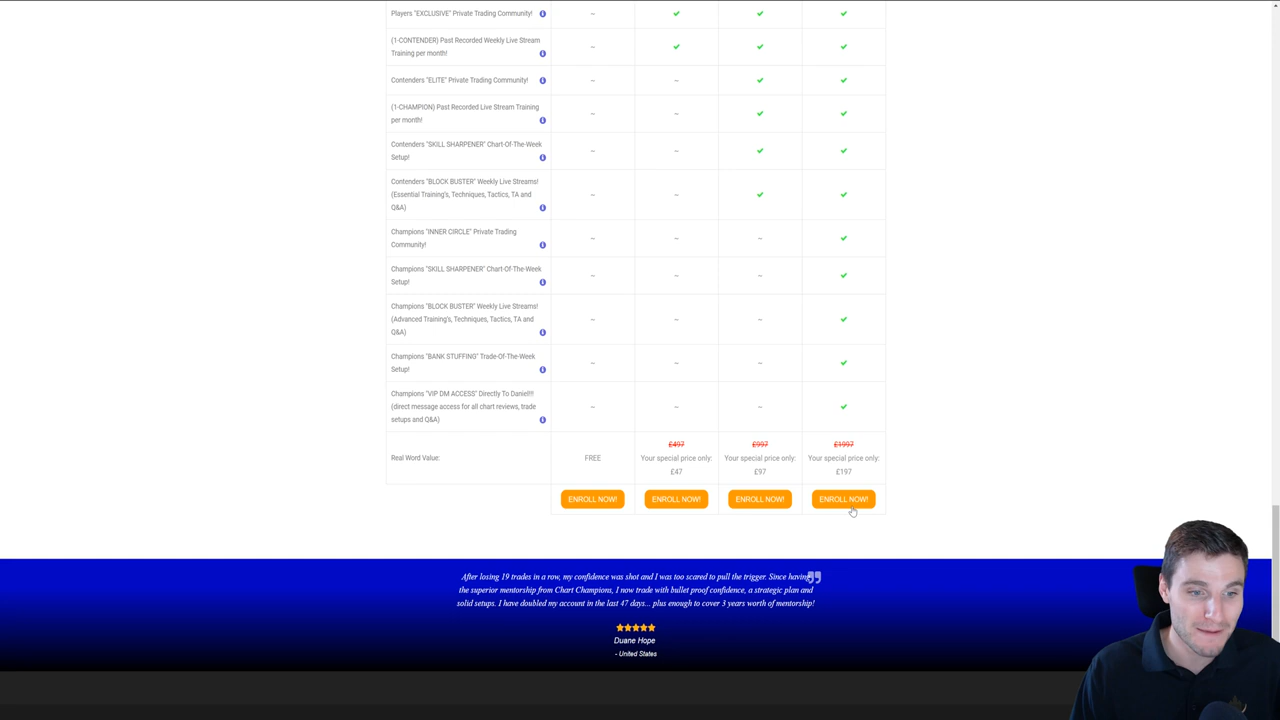 Players "EXCLUSIVE" Private Trading Community!
(1-CONTENDER) Past Recorded Weekly Live Stream
Training per month!
Contenders "ELITE" Private Trading Community!
(1-CHAMPION) Past Recorded Live Stream Training
per month!
Contenders "SKILL SHARPENER" Chart-Of-The-Week
Setup!
Contenders "BLOCK BUSTER" Weekly Live Streams!
(Essential Training's, Techniques, Tactics, TA and
Q&A)
Champions "INNER CIRCLE" Private Trading
Community!
Champions "SKILL SHARPENER" Chart-Of-The-Week
Setup!
Champions "BLOCK BUSTER" Weekly Live Streams!
(Advanced Training's, Techniques, Tactics, TA and
Q&A)
Champions "BANK STUFFING" Trade-Of-The-Week
Setup!
Champions "VIP DM ACCESS" Directly To Daniel!!!
(direct message access for all chart reviews, trade
setups and Q&A)
£497 £997 £1997
Real Word Value: FREE Your special price only: Your special price only: Your special price only:
£47 £97 £197
ENROLL NOW! ENROLL NOW! ENROLL NOW! ENROLL NOW!
After losing 19 trades in a row, my confidence was shot and I was too scared to pull the trigger. Since having
the superior mentorship from Chart Champions, I now trade with bullet proof confidence, a strategic plan and
solid setups. I have doubled my account in the last 47 days... plus enough to cover 3 years worth of mentorship!
Duane Hope
- United States